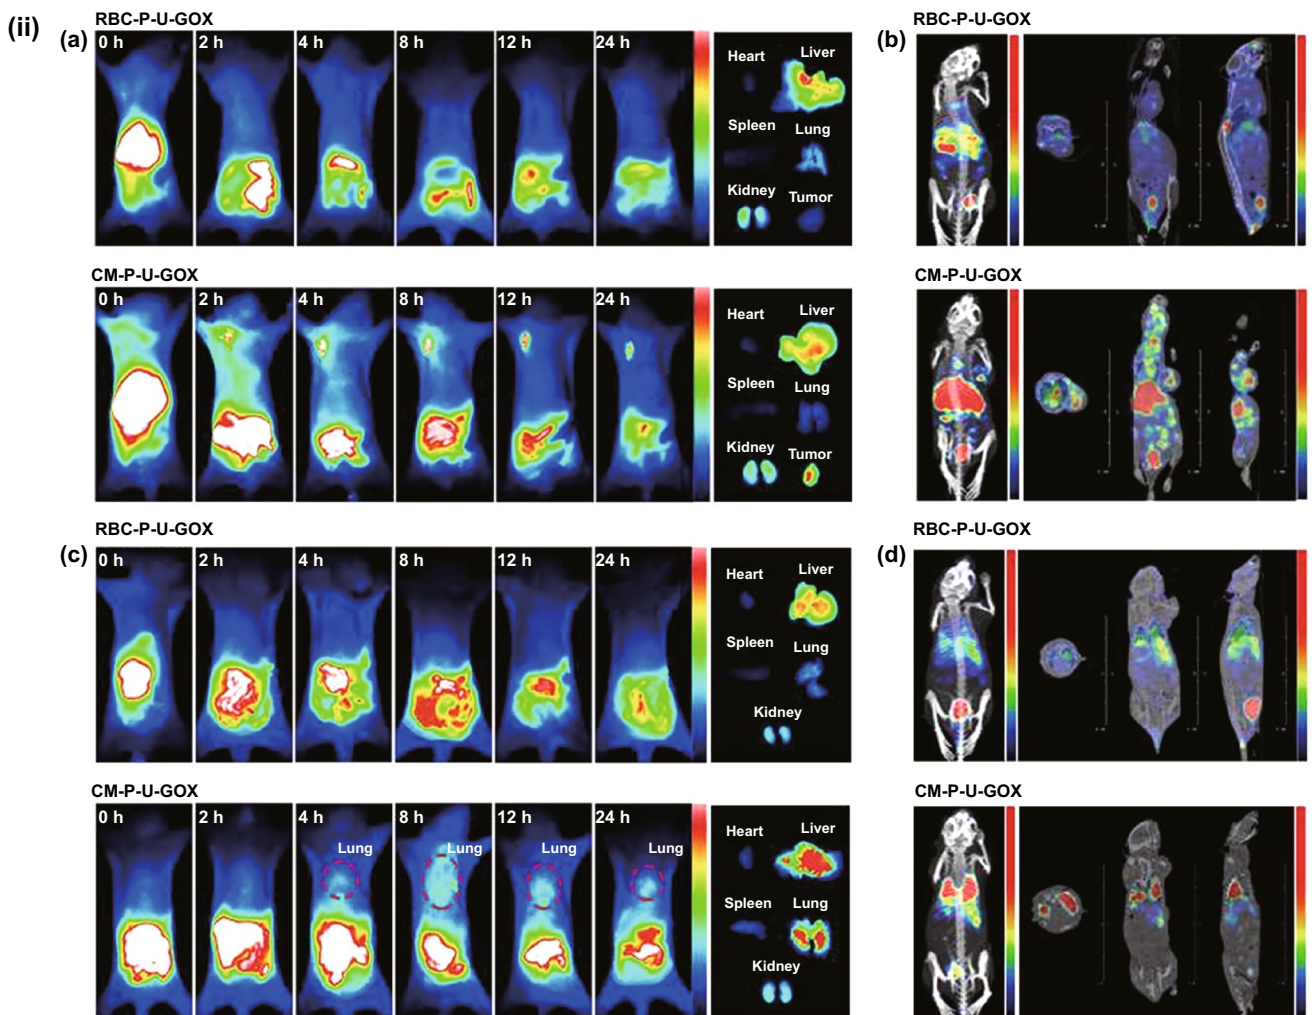 (ii)
RBC-P-U-GOX
(a)
0 h 2 h 4 h 8 h 12 h 24 h
Heart Liver
Spleen Lung
Kidney Tumor
RBC-P-U-GOX
(b)
CM-P-U-GOX
0 h 2 h 4 h 8 h 12 h 24 h
Heart Liver
Spleen Lung
Kidney Tumor
CM-P-U-GOX
RBC-P-U-GOX
(c)
0 h 2 h 4 h 8 h 12 h 24 h
Heart Liver
Spleen Lung
Kidney
RBC-P-U-GOX
(d)
CM-P-U-GOX
0 h 2 h 4 h 8 h 12 h 24 h
Lung Lung Lung Lung
Heart Liver
Spleen Lung
Kidney
CM-P-U-GOX